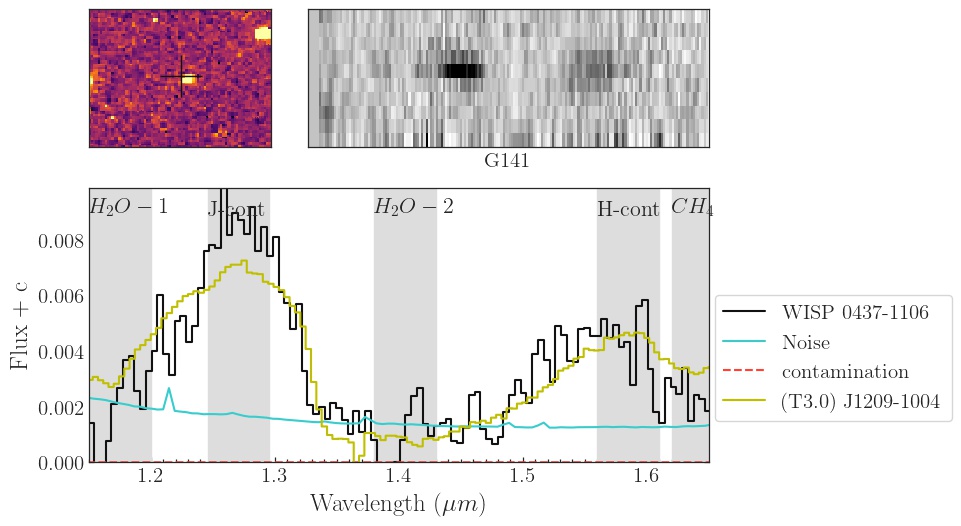 G141
H₂O − 1
J-cont
H₂O − 2
H-cont
CH₄
Flux + c
0.008
0.006
0.004
0.002
0.000
1.2
1.3
1.4
1.5
1.6
Wavelength (μm)
WISP 0437-1106
Noise
contamination
(T3.0) J1209-1004